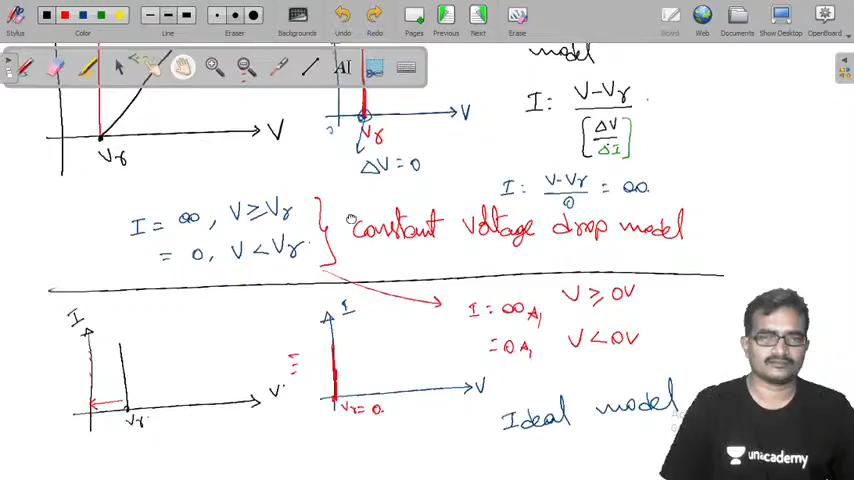 Stylus
Color
Line
Eraser
Backgrounds
Undo
Redo
Pages
Previous
Next
Erase
Board
Web
Documents
Show Desktop
OpenBoard
model
I : V-Vγ
[ΔV
ΔI]
V
Vγ
V
Vγ
ΔV = 0
I : V-Vγ = ∞.
0
I = ∞, V ≥ Vγ
= 0, V < Vγ.
constant voltage drop model
I
I
I : ∞ A, V ≥ 0V
= 0 A, V < 0V
V
V
Vγ
Vγ = 0.
Ideal model
unacademy